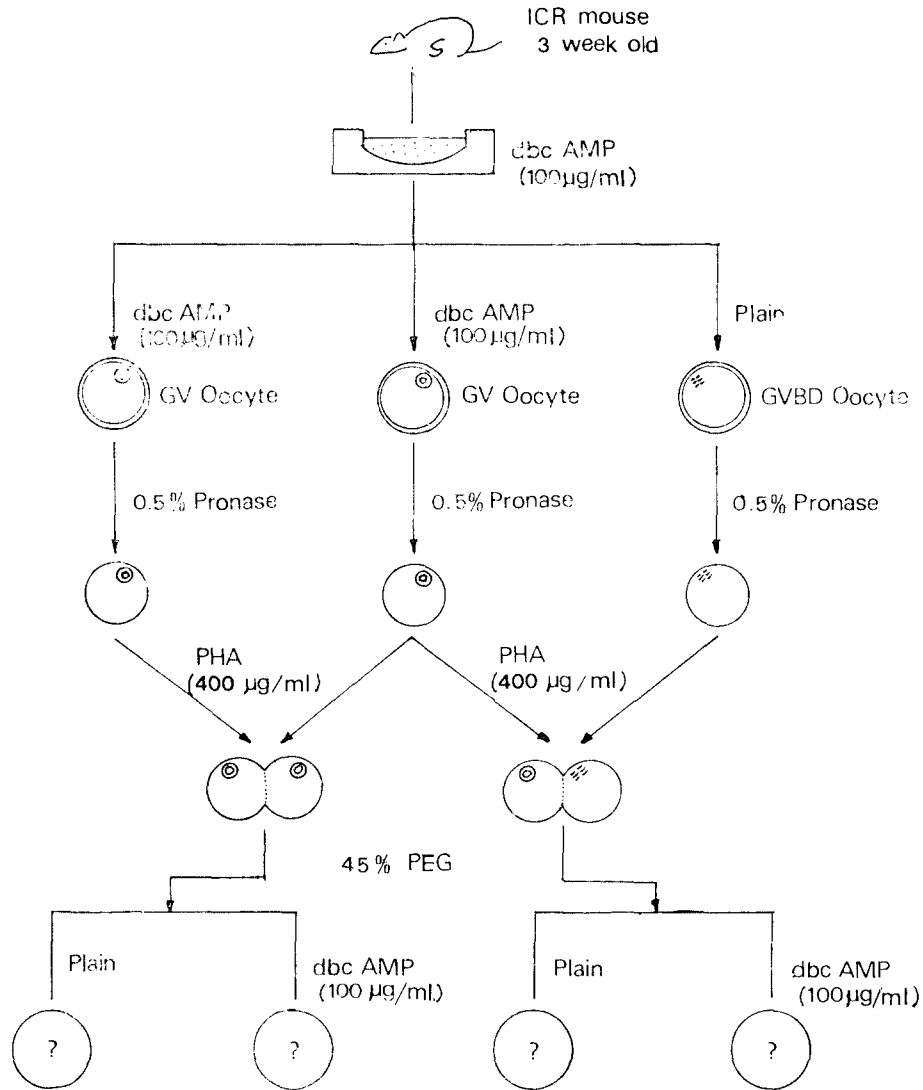 ICR mouse
3 week old
dbc AMP
(100µg/ml)
dbc AMP
(100µg/ml)
dbc AMP
(100µg/ml)
Plain
GV Oocyte
GV Oocyte
GVBD Oocyte
0.5% Pronase
0.5% Pronase
0.5% Pronase
PHA
(400 µg/ml)
PHA
(400 µg/ml)
45% PEG
Plain
dbc AMP
(100 µg/ml)
Plain
dbc AMP
(100µg/ml)
?
?
?
?